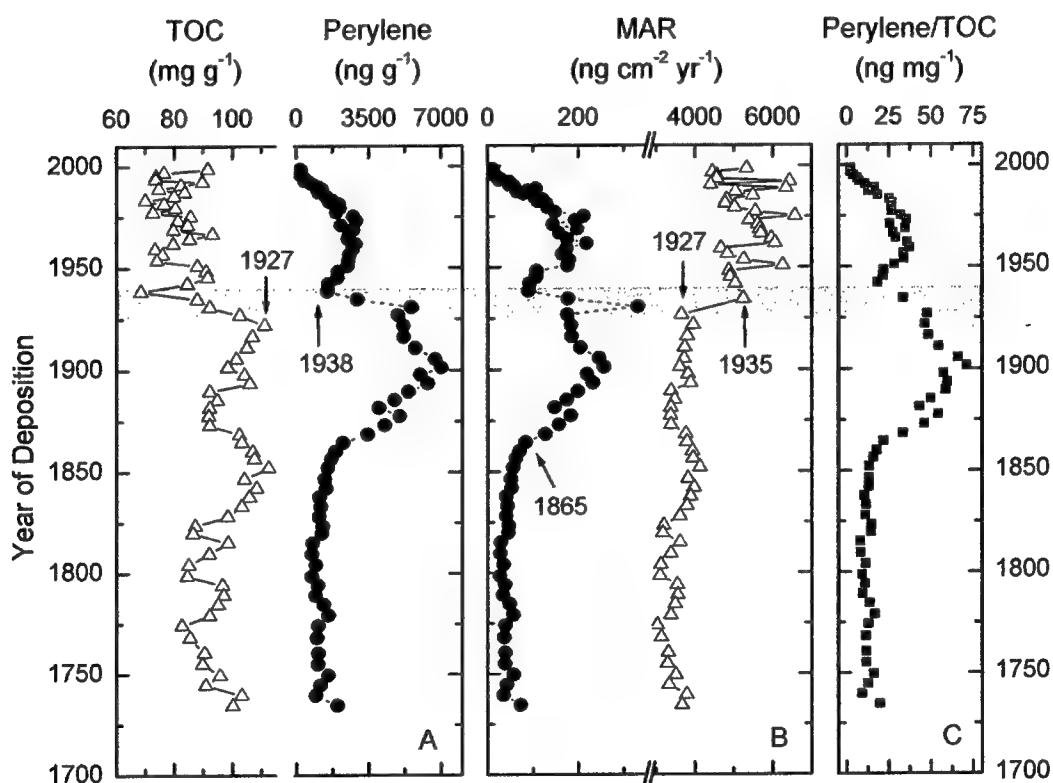 TOC Perylene MAR Perylene/TOC
(mg g⁻¹) (ng g⁻¹) (ng cm⁻² yr⁻¹) (ng mg⁻¹)
60 80 100 0 3500 7000 0 200 4000 6000 0 25 50 75
2000 2000
1950 1927 1927 1950
1938 1935
1900 1900
1850 1850
1865
1800 1800
1750 1750
A B C
1700 1700
Year of Deposition